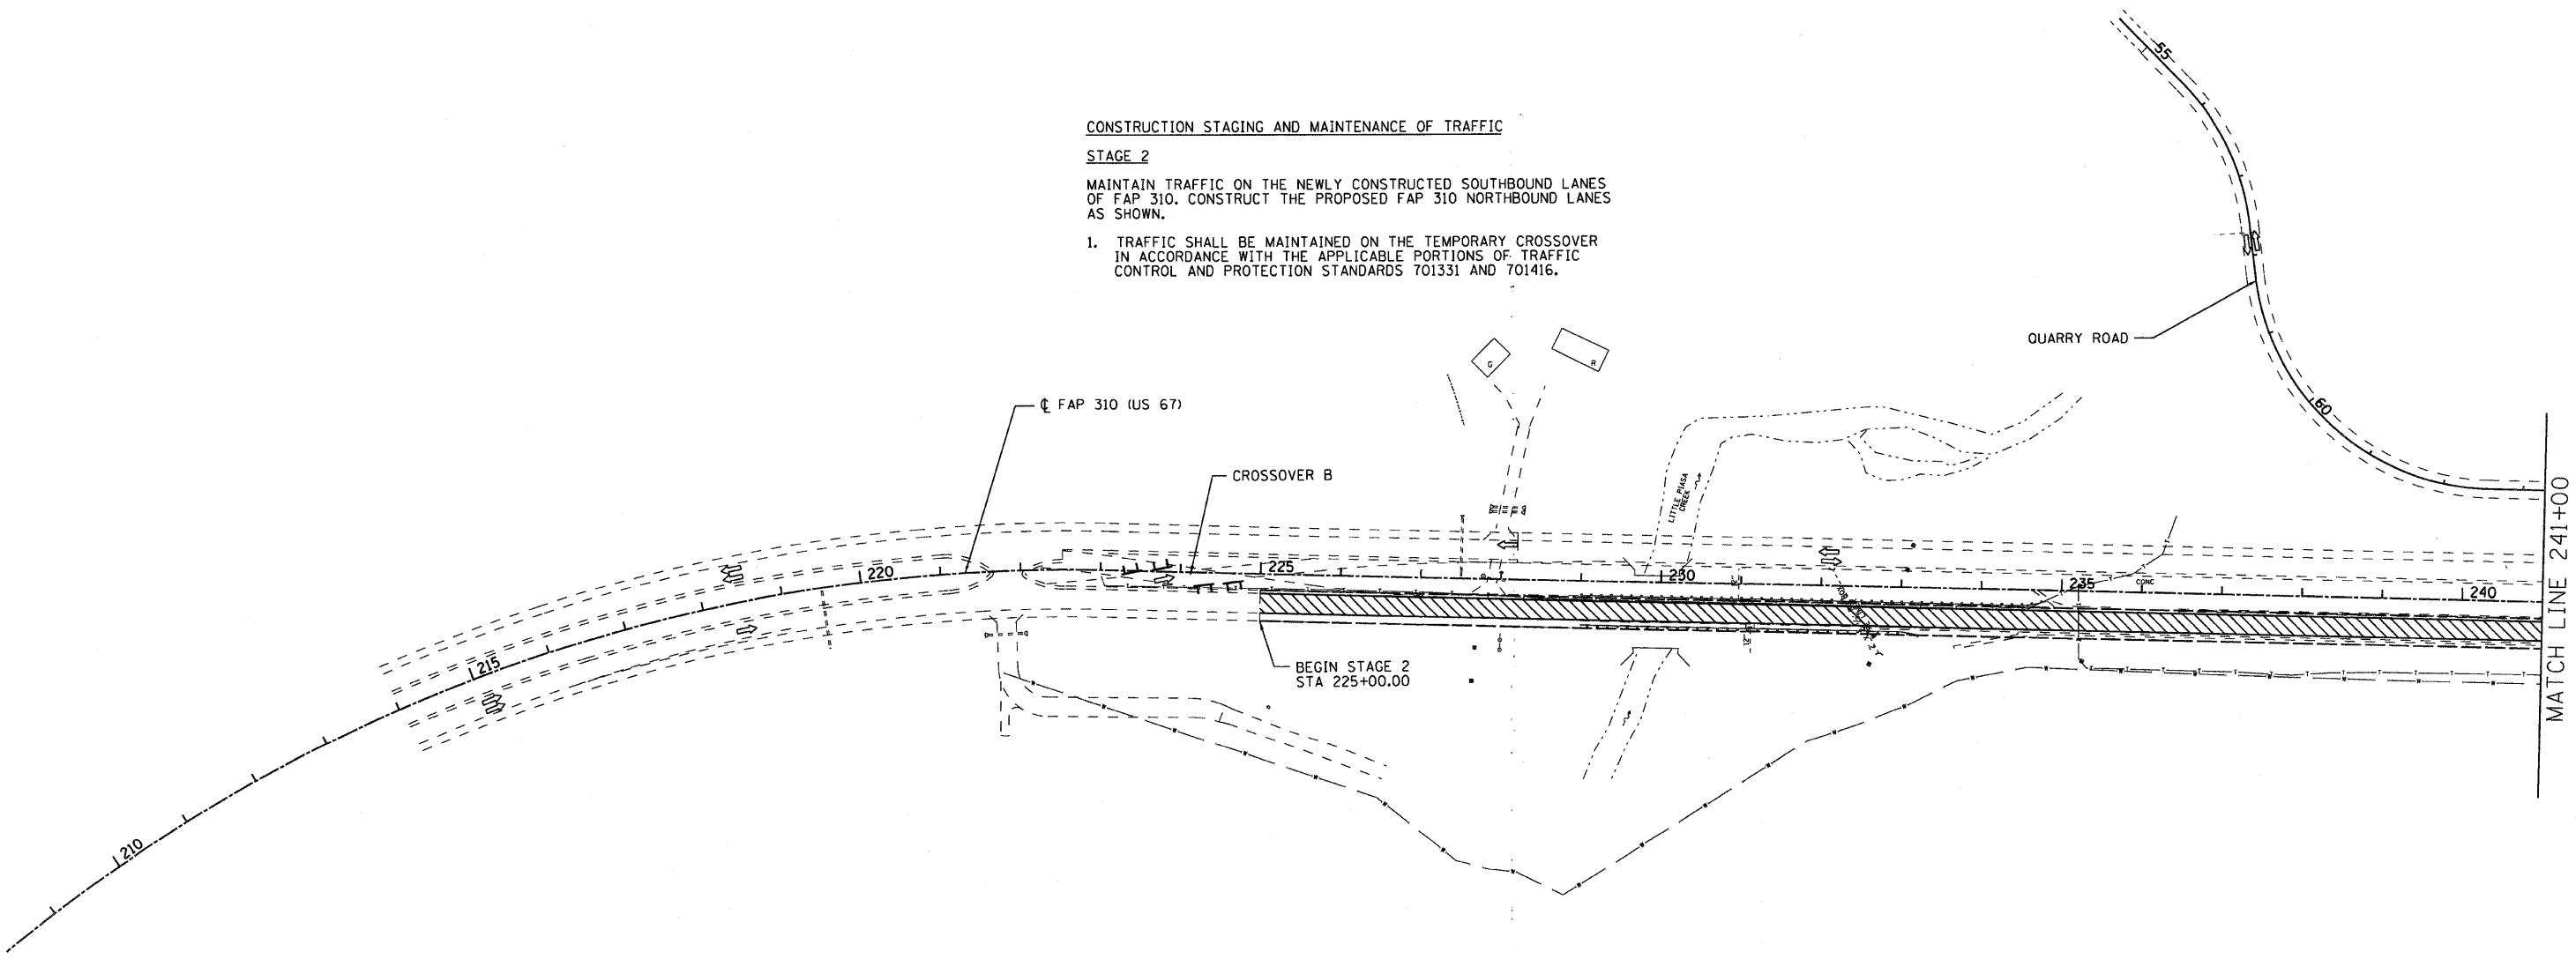 CONSTRUCTION STAGING AND MAINTENANCE OF TRAFFIC
STAGE 2
MAINTAIN TRAFFIC ON THE NEWLY CONSTRUCTED SOUTHBOUND LANES
OF FAP 310. CONSTRUCT THE PROPOSED FAP 310 NORTHBOUND LANES
AS SHOWN.
1. TRAFFIC SHALL BE MAINTAINED ON THE TEMPORARY CROSSOVER
IN ACCORDANCE WITH THE APPLICABLE PORTIONS OF TRAFFIC
CONTROL AND PROTECTION STANDARDS 701331 AND 701416.
55
QUARRY ROAD
60
G
R
℄ FAP 310 (US 67)
CROSSOVER B
LITTLE PIASA
CREEK
210
215
220
225
230
235
CONC
240
BEGIN STAGE 2
STA 225+00.00
MATCH LINE 241+00